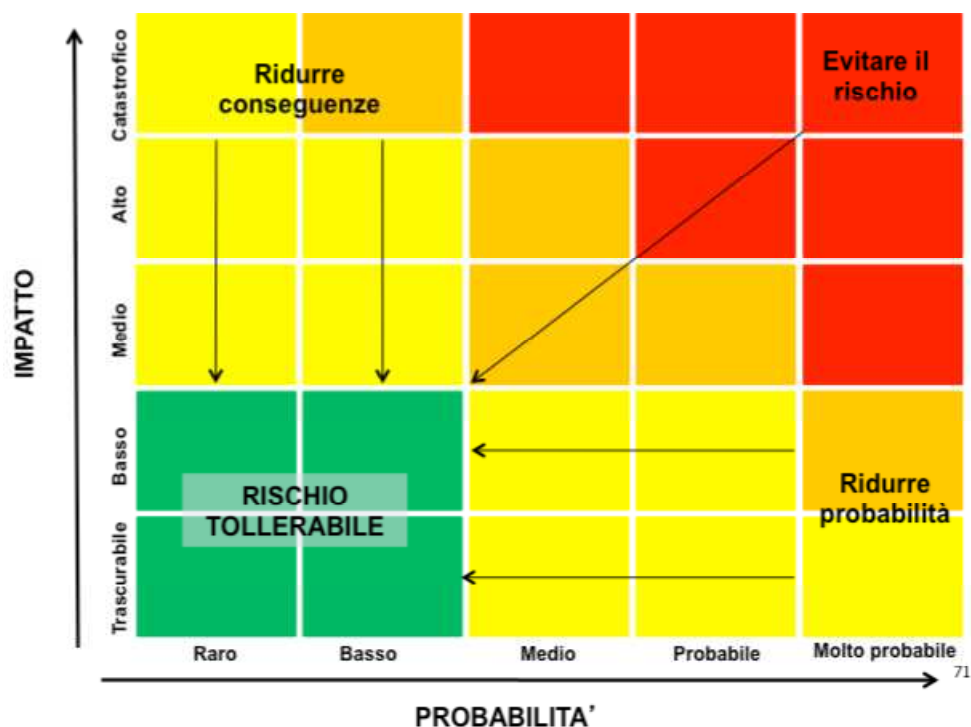 Ridurre
conseguenze
Evitare il
rischio
Catastrofico
Alto
Medio
Basso
Trascurabile
IMPATTO
RISCHIO
TOLLERABILE
Ridurre
probabilità
Raro
Basso
Medio
Probabile
Molto probabile
71
PROBABILITA'